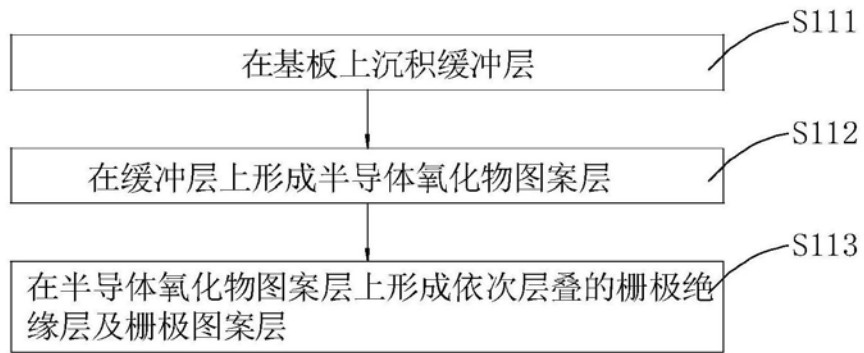 S111
在基板上沉积缓冲层
S112
在缓冲层上形成半导体氧化物图案层
S113
在半导体氧化物图案层上形成依次层叠的栅极绝
缘层及栅极图案层